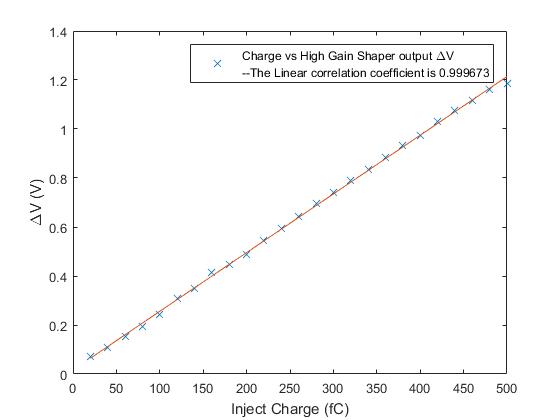 1.4
Charge vs High Gain Shaper output ΔV
--The Linear correlation coefficient is 0.999673
1.2
1
0.8
0.6
0.4
0.2
0
ΔV (V)
0 50 100 150 200 250 300 350 400 450 500
Inject Charge (fC)